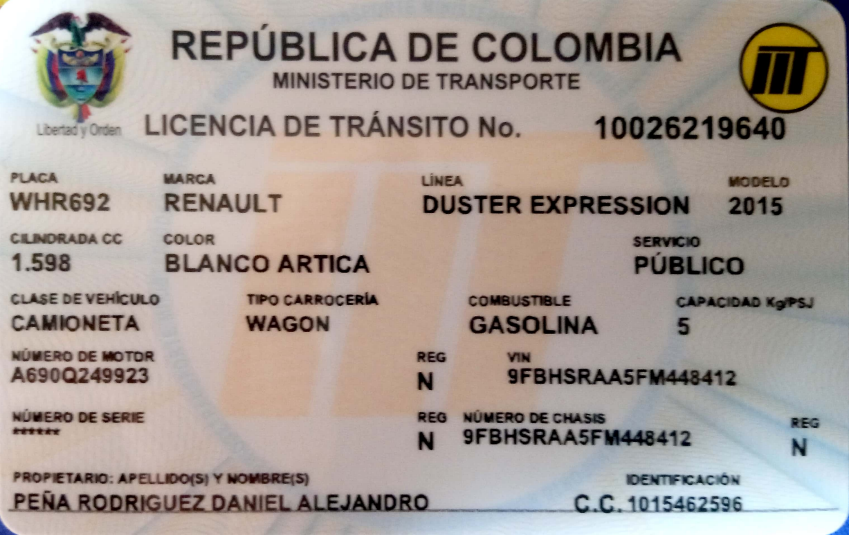 REPÚBLICA DE COLOMBIA
MINISTERIO DE TRANSPORTE
Libertad y Orden
LICENCIA DE TRÁNSITO No. 10026219640
PLACA MARCA LÍNEA MODELO
WHR692 RENAULT DUSTER EXPRESSION 2015
CILINDRADA CC COLOR SERVICIO
1.598 BLANCO ARTICA PÚBLICO
CLASE DE VEHÍCULO TIPO CARROCERÍA COMBUSTIBLE CAPACIDAD Kg/PSJ
CAMIONETA WAGON GASOLINA 5
NÚMERO DE MOTOR REG VIN
A690Q249923 N 9FBHSRAA5FM448412
NÚMERO DE SERIE REG NÚMERO DE CHASIS REG
****** N 9FBHSRAA5FM448412 N
PROPIETARIO: APELLIDO(S) Y NOMBRE(S) IDENTIFICACIÓN
PEÑA RODRIGUEZ DANIEL ALEJANDRO C.C. 1015462596